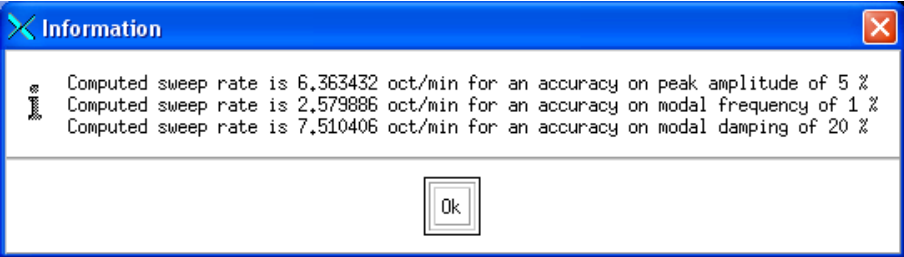 Information
Computed sweep rate is 6.363432 oct/min for an accuracy on peak amplitude of 5 %
Computed sweep rate is 2.579886 oct/min for an accuracy on modal frequency of 1 %
Computed sweep rate is 7.510406 oct/min for an accuracy on modal damping of 20 %
Ok